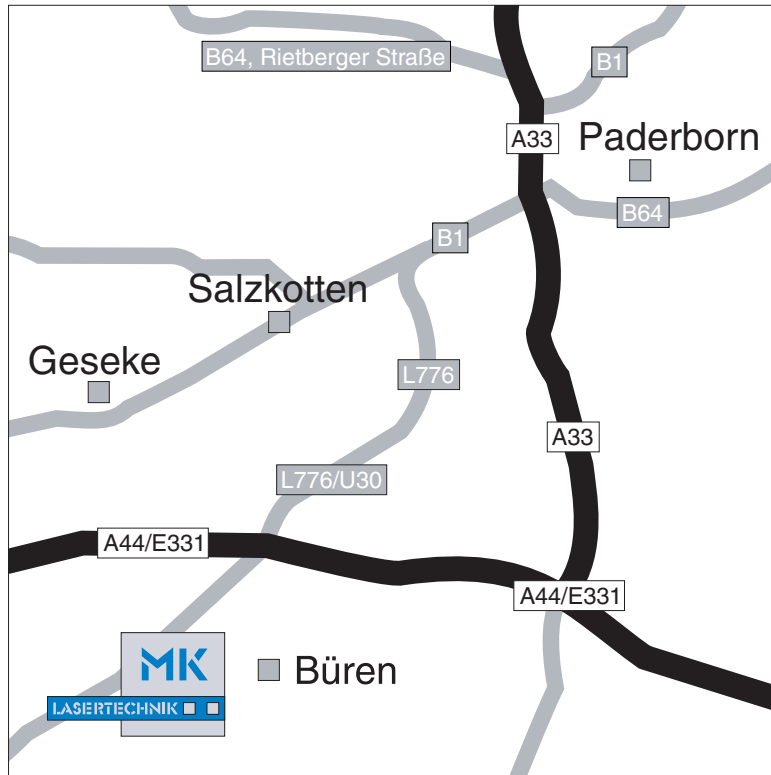 B64, Rietberger Straße
B1
A33
Paderborn
B64
B1
Salzkotten
Geseke
L776
A33
L776/U30
A44/E331
A44/E331
MK
Büren
LASERTECHNIK